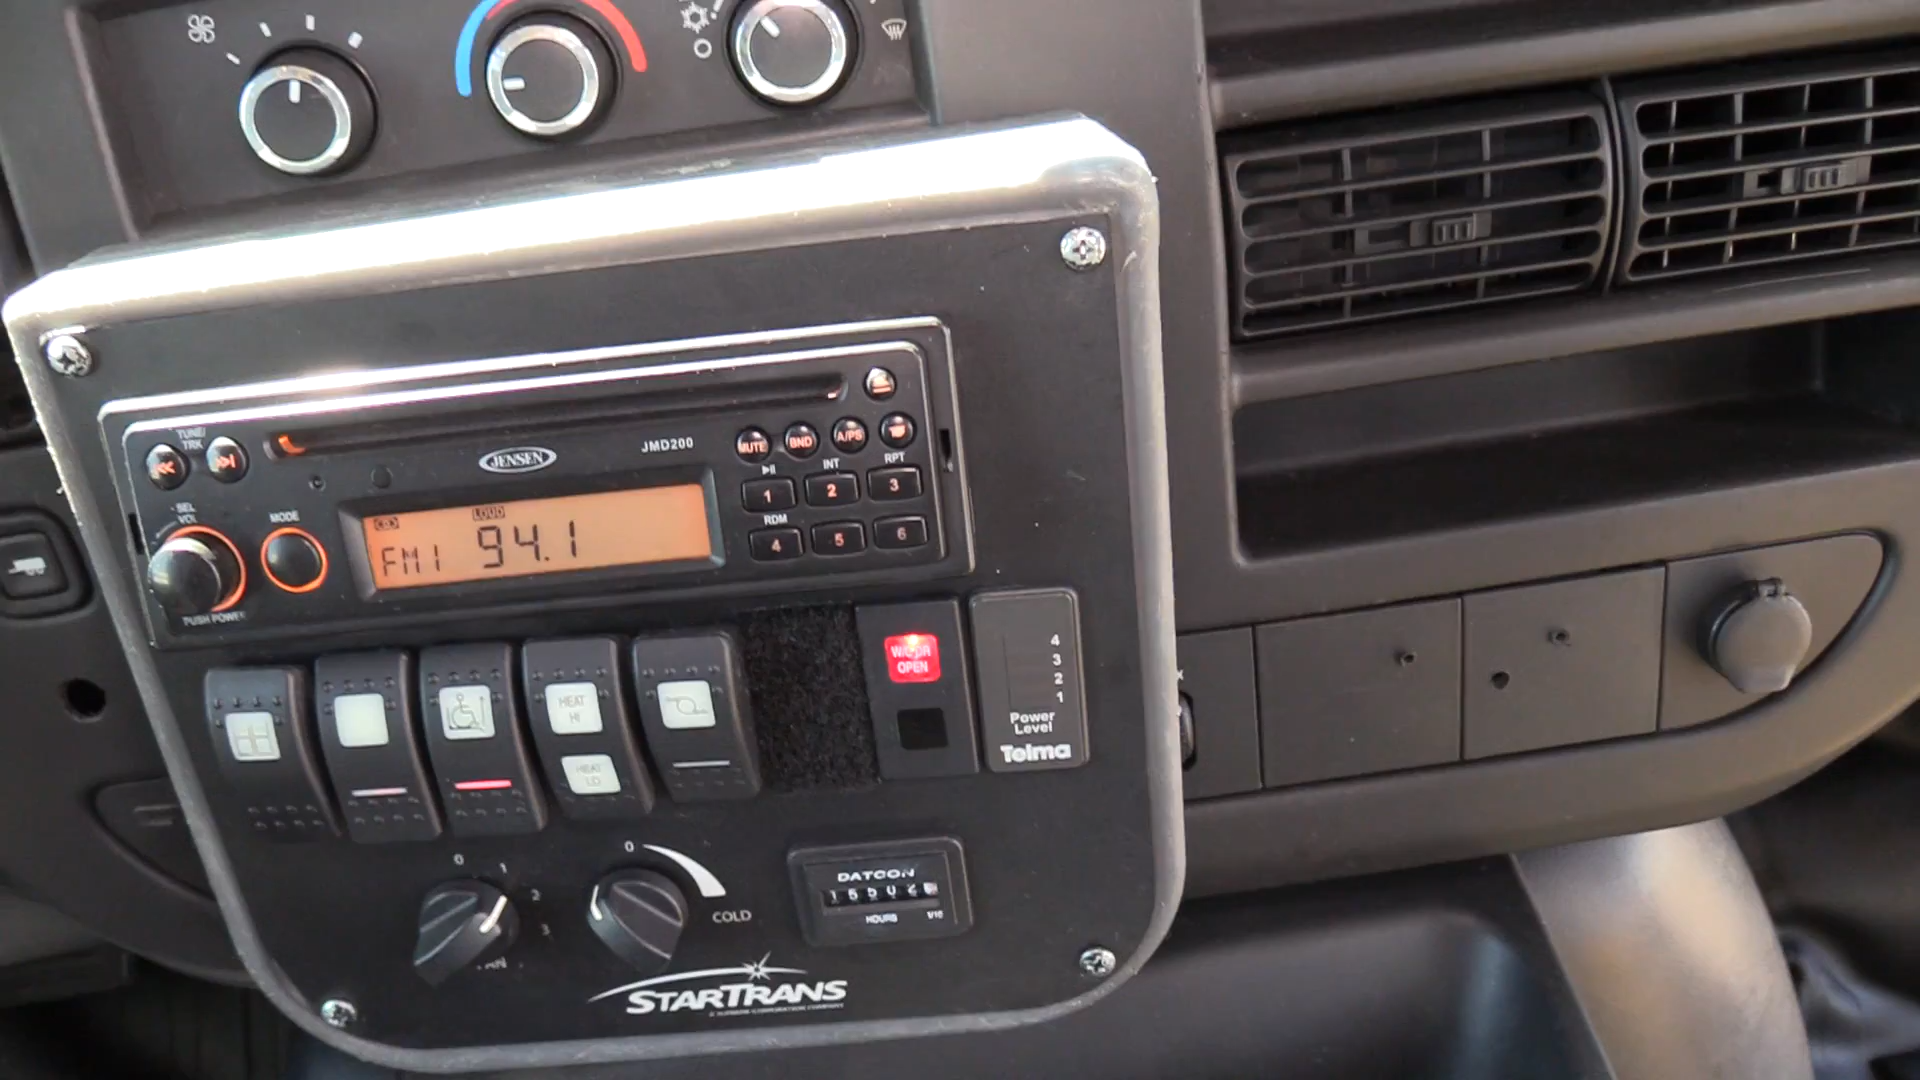 TUNE/
TRK
JENSEN
JMD200
MUTE
BND
A/PS
INT
RPT
1
2
3
RDM
4
5
6
SEL
VOL
MODE
PUSH POWER
LOUD
FM1 94.1
HEAT
HI
HEAT
LO
OPEN
4
3
2
1
Power
Level
Telma
0
1
2
3
0
COLD
DATCON
HOURS 1/10
STARTRANS